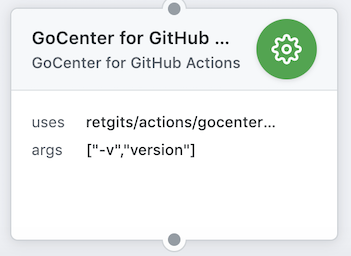 GoCenter for GitHub ...
GoCenter for GitHub Actions
uses retgits/actions/gocenter...
args ["-v","version"]